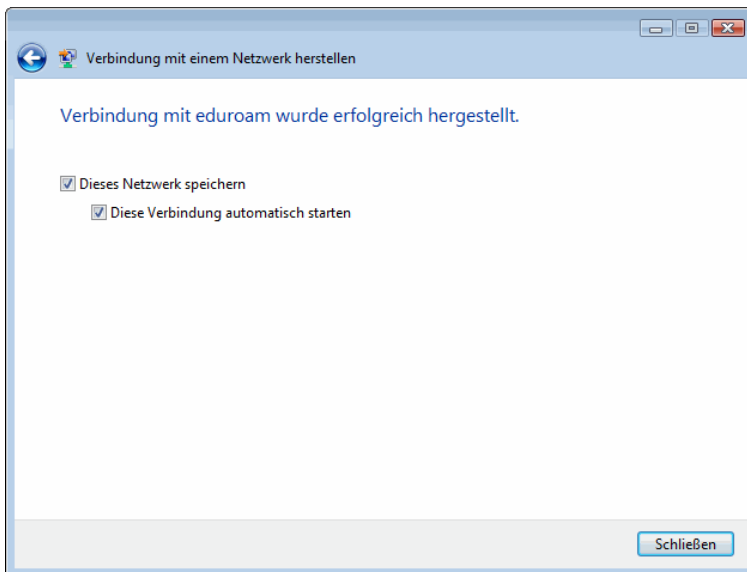 Verbindung mit einem Netzwerk herstellen
Verbindung mit eduroam wurde erfolgreich hergestellt.
Dieses Netzwerk speichern
Diese Verbindung automatisch starten
Schließen